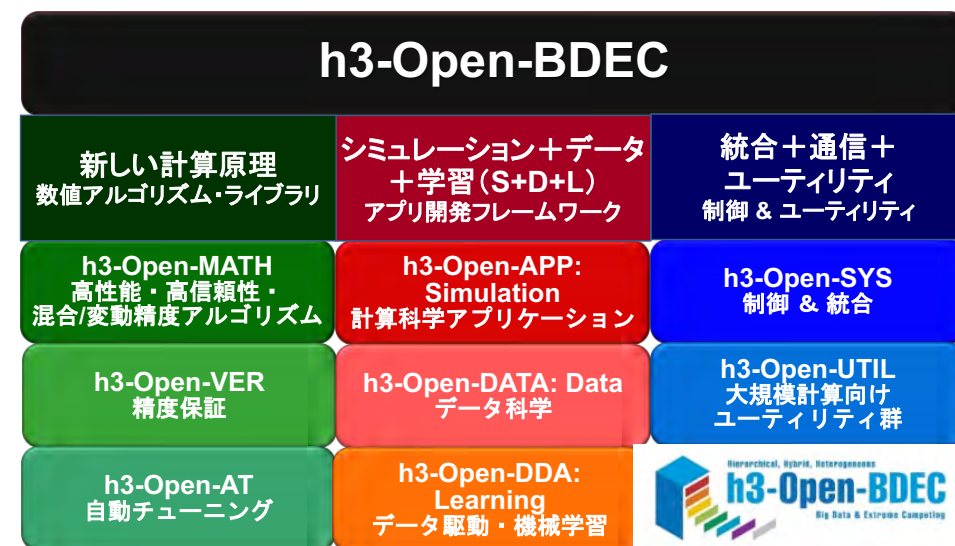 h3-Open-BDEC
新しい計算原理
数値アルゴリズム・ライブラリ
シミュレーション＋データ
＋学習（S+D+L）
アプリ開発フレームワーク
統合＋通信＋
ユーティリティ
制御 & ユーティリティ
h3-Open-MATH
高性能・高信頼性・
混合/変動精度アルゴリズム
h3-Open-APP:
Simulation
計算科学アプリケーション
h3-Open-SYS
制御 & 統合
h3-Open-VER
精度保証
h3-Open-DATA: Data
データ科学
h3-Open-UTIL
大規模計算向け
ユーティリティ群
h3-Open-AT
自動チューニング
h3-Open-DDA:
Learning
データ駆動・機械学習
Hierarchical, Hybrid, Heterogeneous
h3-Open-BDEC
Big Data & Extreme Computing